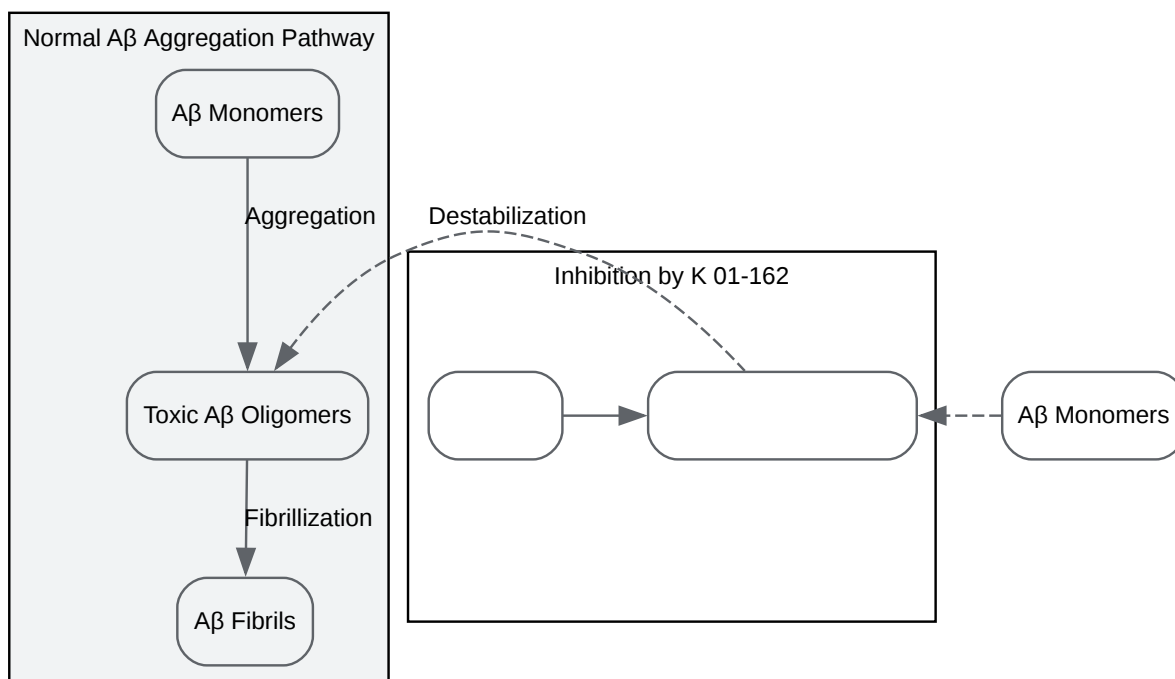 Normal Aβ Aggregation Pathway
Aβ Monomers
Aggregation
Toxic Aβ Oligomers
Fibrillization
Aβ Fibrils
Destabilization
Inhibition by K 01-162
Aβ Monomers